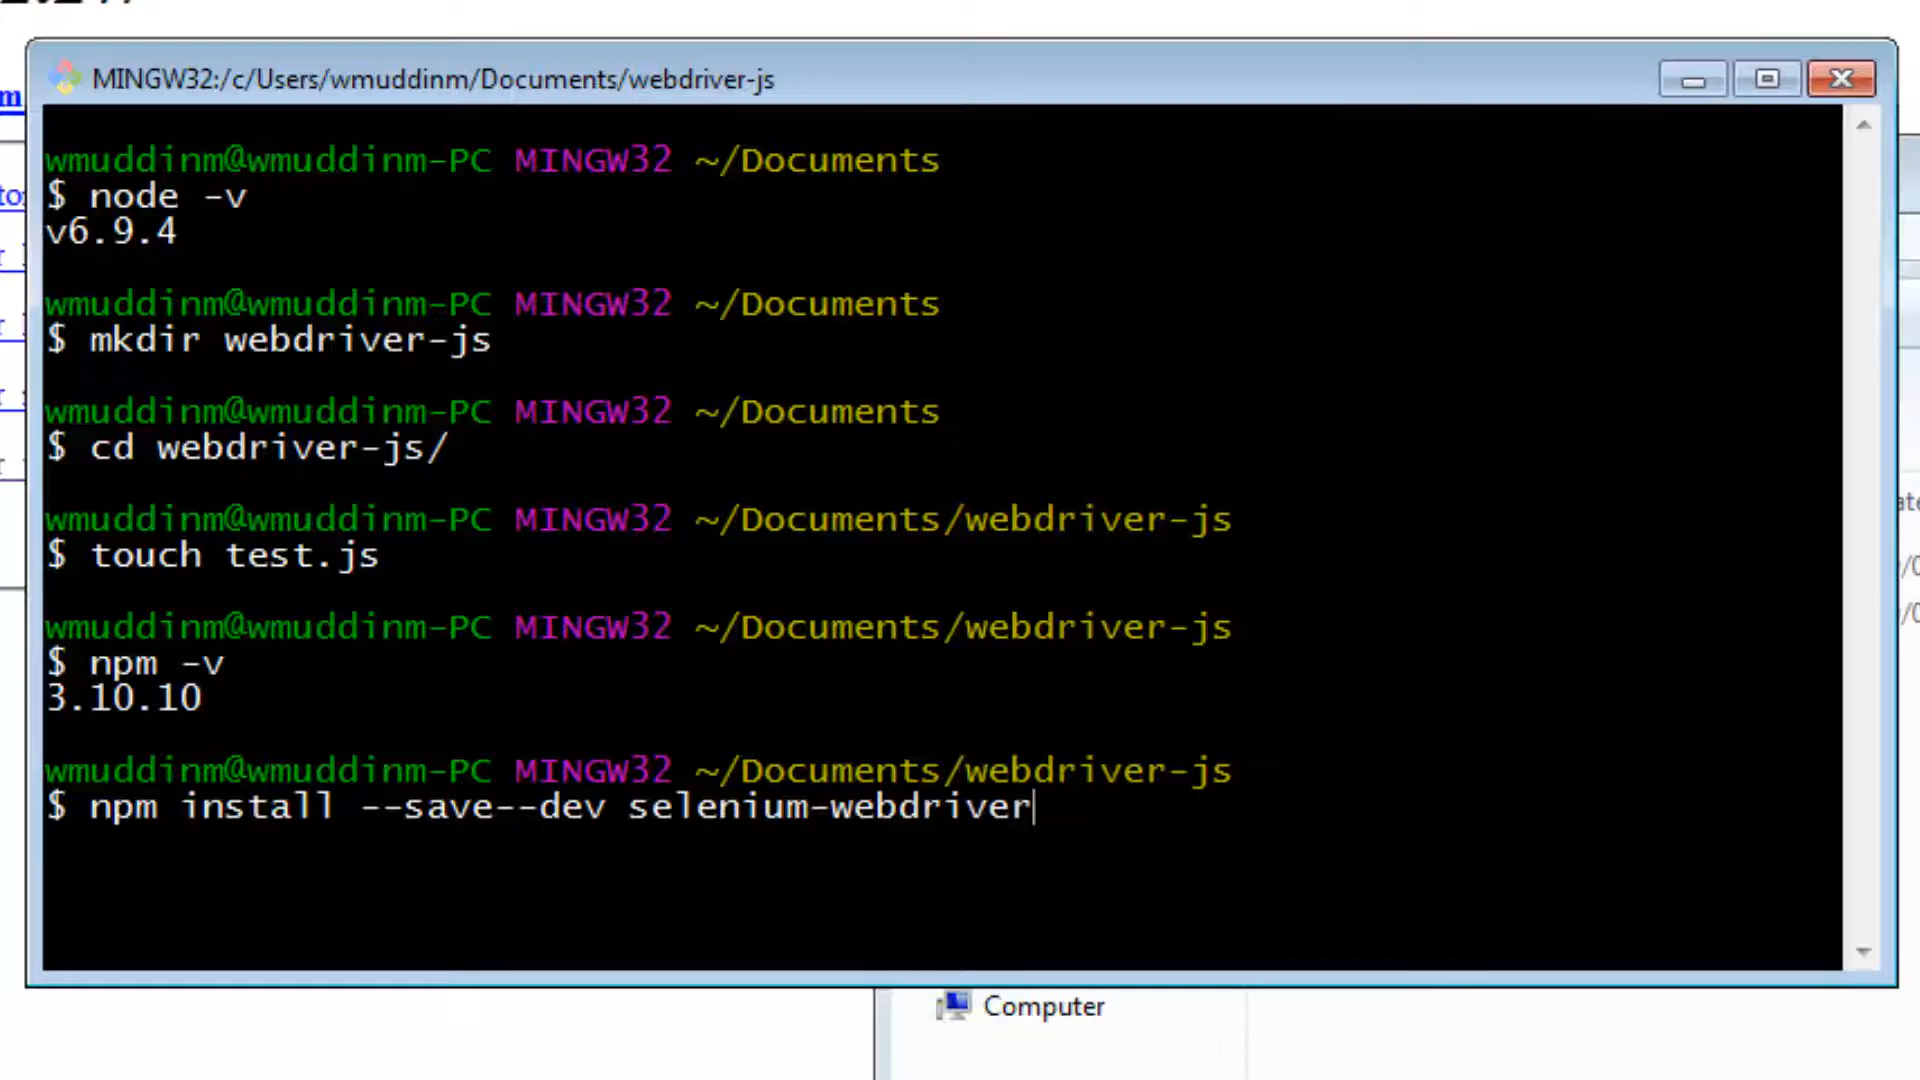 MINGW32:/c/Users/wmuddinm/Documents/webdriver-js
wmuddinm@wmuddinm-PC MINGW32 ~/Documents
$ node -v
v6.9.4
wmuddinm@wmuddinm-PC MINGW32 ~/Documents
$ mkdir webdriver-js
wmuddinm@wmuddinm-PC MINGW32 ~/Documents
$ cd webdriver-js/
wmuddinm@wmuddinm-PC MINGW32 ~/Documents/webdriver-js
$ touch test.js
wmuddinm@wmuddinm-PC MINGW32 ~/Documents/webdriver-js
$ npm -v
3.10.10
wmuddinm@wmuddinm-PC MINGW32 ~/Documents/webdriver-js
$ npm install --save--dev selenium-webdriver
Computer